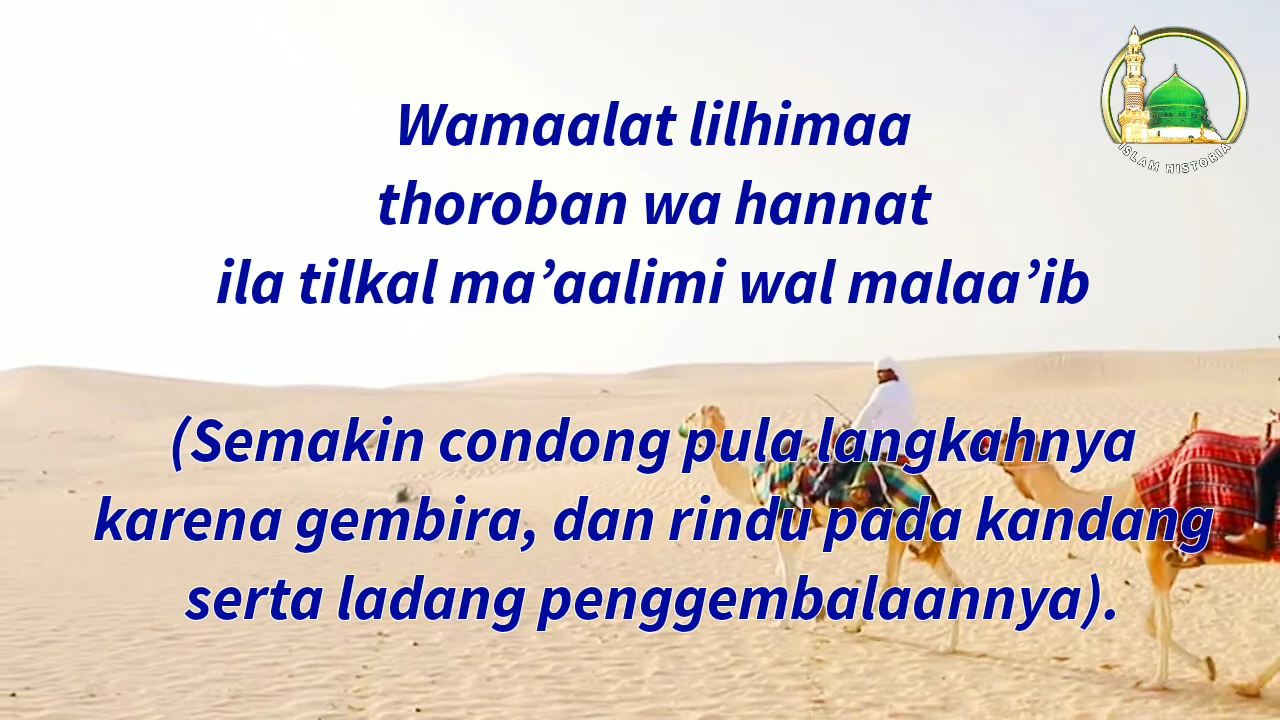 Wamaalat lilhimaa
thoroban wa hannat
ila tilkal ma’aalimi wal malaa’ib
(Semakin condong pula langkahnya
karena gembira, dan rindu pada kandang
serta ladang penggembalaannya).
ISLAM HISTORIA